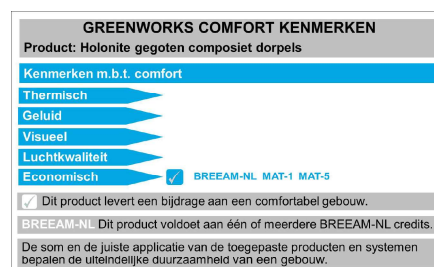 GREENWORKS COMFORT KENMERKEN
Product: Holonite gegoten composiet dorpels
Kenmerken m.b.t. comfort
Thermisch
Geluid
Visueel
Luchtkwaliteit
Economisch BREEAM-NL MAT-1 MAT-5
Dit product levert een bijdrage aan een comfortabel gebouw.
BREEAM-NL Dit product voldoet aan één of meerdere BREEAM-NL credits.
De som en de juiste applicatie van de toegepaste producten en systemen
bepalen de uiteindelijke duurzaamheid van een gebouw.